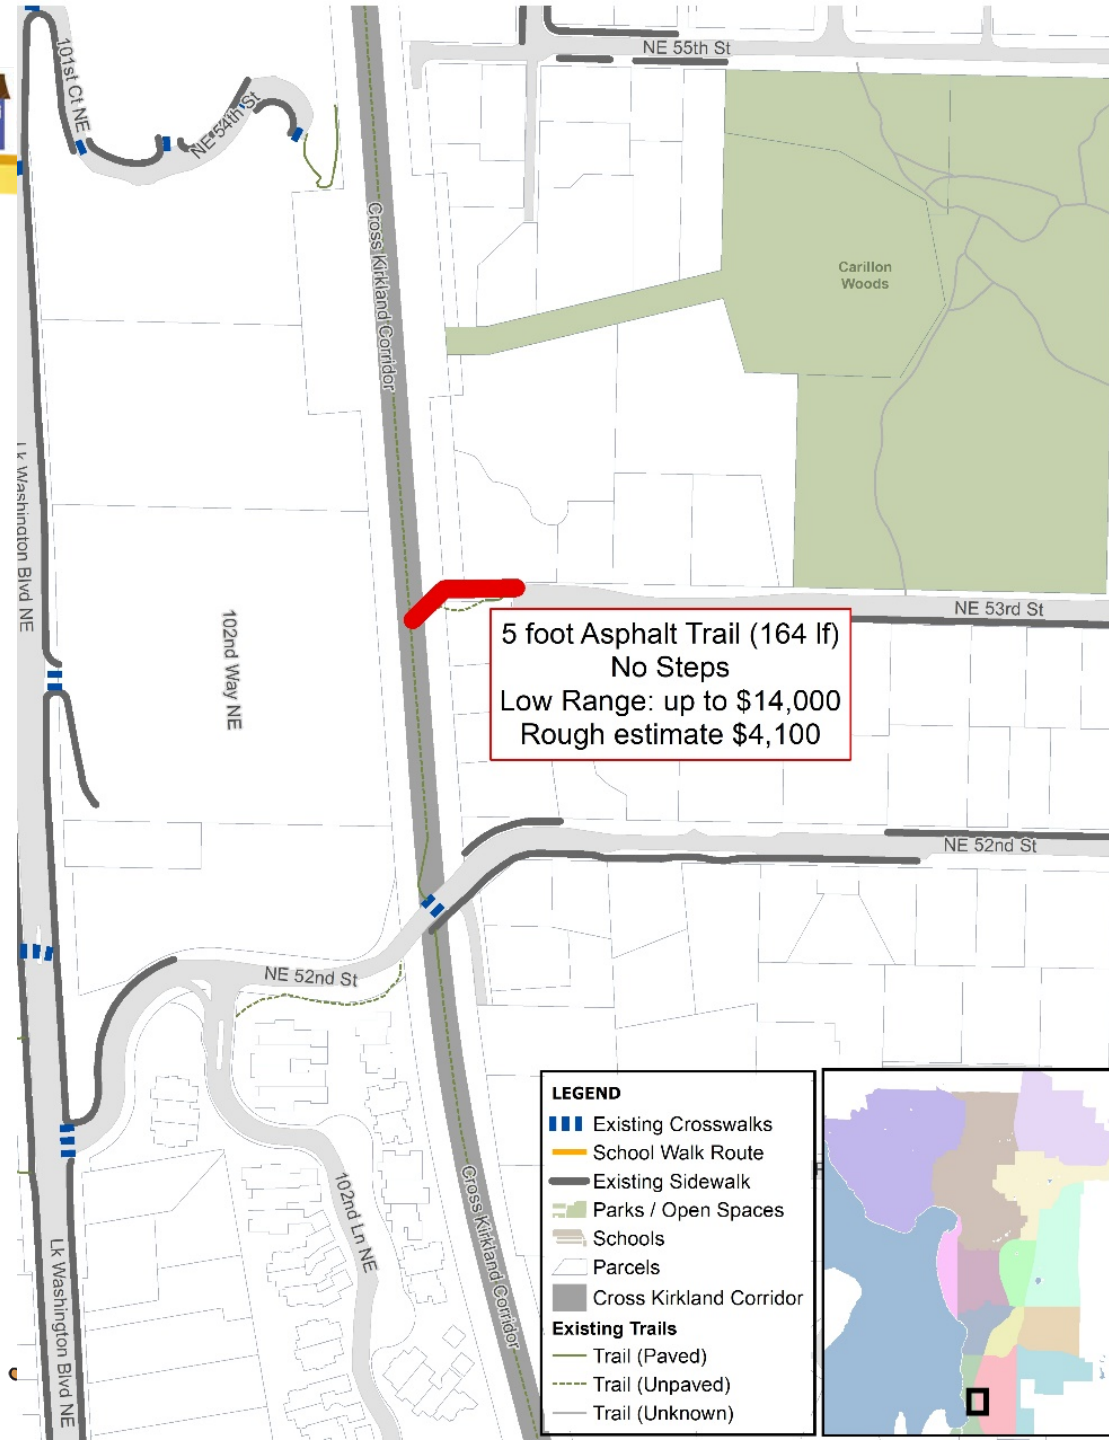 NE 55th St
101st Ct NE
NE 54th St
Cross Kirkland Corridor
Carillon
Woods
Lk Washington Blvd NE
102nd Way NE
NE 53rd St
5 foot Asphalt Trail (164 lf)
No Steps
Low Range: up to $14,000
Rough estimate $4,100
NE 52nd St
NE 52nd St
102nd Ln NE
Cross Kirkland Corridor
Lk Washington Blvd NE
LEGEND
Existing Crosswalks
School Walk Route
Existing Sidewalk
Parks / Open Spaces
Schools
Parcels
Cross Kirkland Corridor
Existing Trails
Trail (Paved)
Trail (Unpaved)
Trail (Unknown)